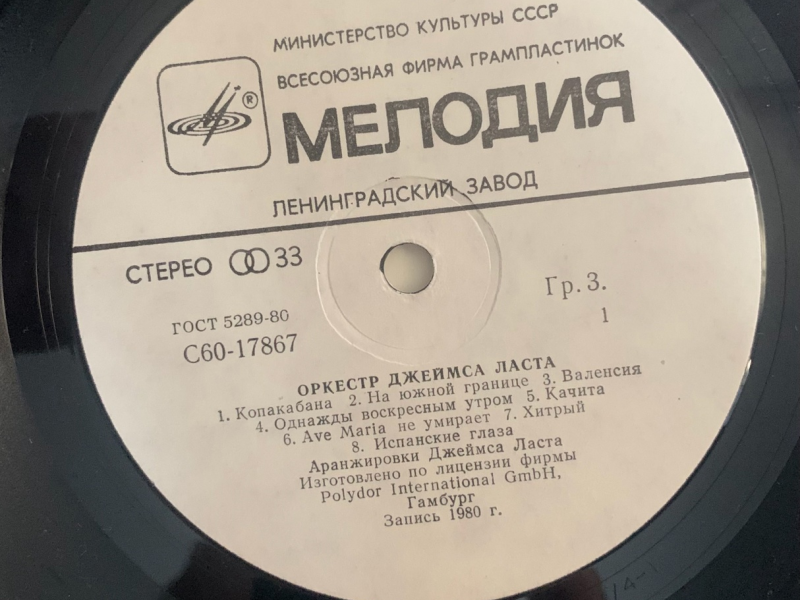 МИНИСТЕРСТВО КУЛЬТУРЫ СССР
ВСЕСОЮЗНАЯ ФИРМА ГРАМПЛАСТИНОК
®
МЕЛОДИЯ
ЛЕНИНГРАДСКИЙ ЗАВОД
СТЕРЕО 33
Гр. 3.
ГОСТ 5289-80
1
С60-17867
ОРКЕСТР ДЖЕЙМСА ЛАСТА
1. Копакабана 2. На южной границе 3. Валенсия
4. Однажды воскресным утром 5. Качита
6. Ave Maria не умирает 7. Хитрый
8. Испанские глаза
Аранжировки Джеймса Ласта
Изготовлено по лицензии фирмы
Polydor International GmbH,
Гамбург
Запись 1980 г.